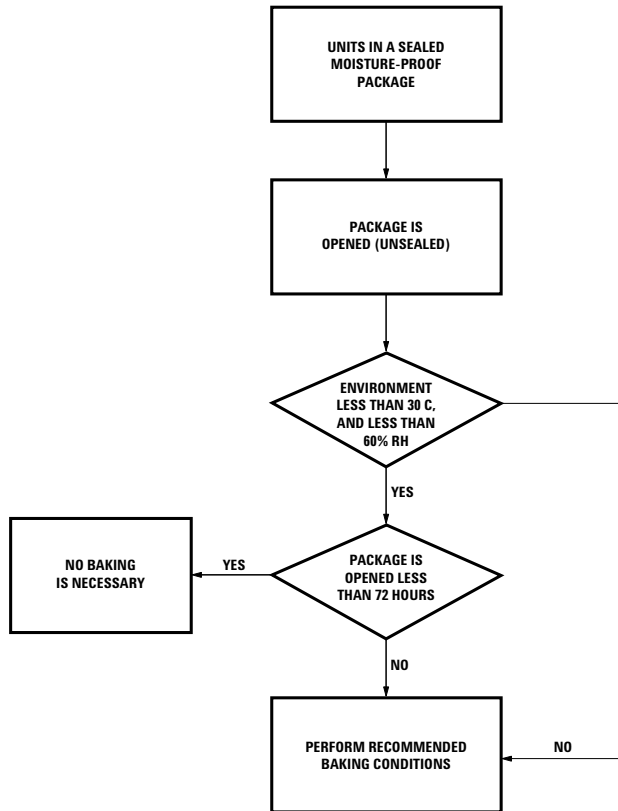 UNITS IN A SEALED
MOISTURE-PROOF
PACKAGE
PACKAGE IS
OPENED (UNSEALED)
ENVIRONMENT
LESS THAN 30 C,
AND LESS THAN
60% RH
YES
NO BAKING
IS NECESSARY
YES
PACKAGE IS
OPENED LESS
THAN 72 HOURS
NO
PERFORM RECOMMENDED
BAKING CONDITIONS
NO